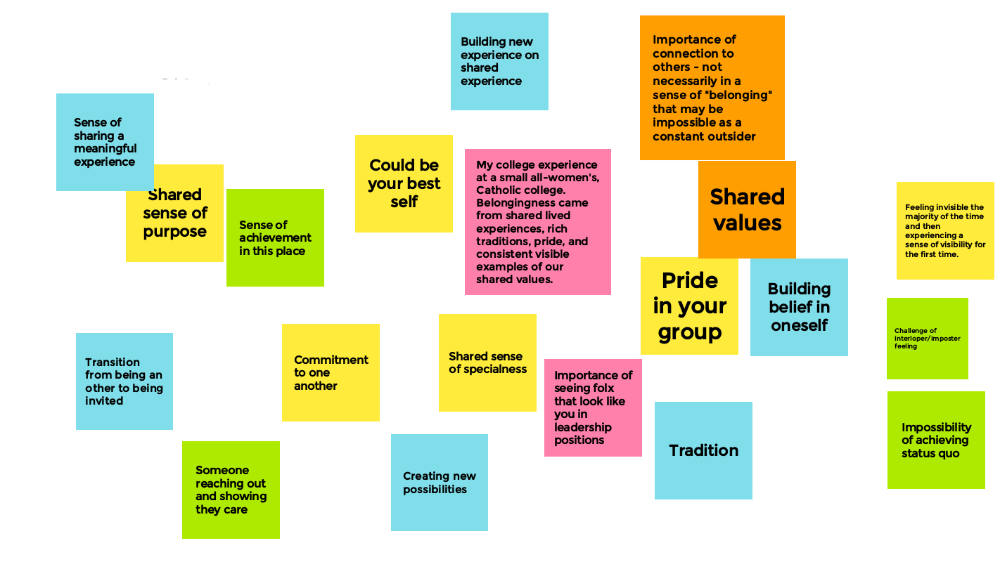 Building new
experience on
shared
experience
Importance of
connection to
others - not
necessarily in a
sense of "belonging"
that may be
impossible as a
constant outsider
Sense of
sharing a
meaningful
experience
Shared
sense of
purpose
Sense of
achievement
in this place
Could be
your best
self
My college experience
at a small all-women's,
Catholic college.
Belongingness came
from shared lived
experiences, rich
traditions, pride, and
consistent visible
examples of our
shared values.
Shared
values
Pride
in your
group
Building
belief in
oneself
Feeling invisible the
majority of the time
and then
experiencing a
sense of visibility for
the first time.
Challenge of
interloper/imposter
feeling
Transition
from being an
other to being
invited
Commitment
to one
another
Shared sense
of specialness
Importance of
seeing folx
that look like
you in
leadership
positions
Tradition
Impossibility
of achieving
status quo
Someone
reaching out
and showing
they care
Creating new
possibilities